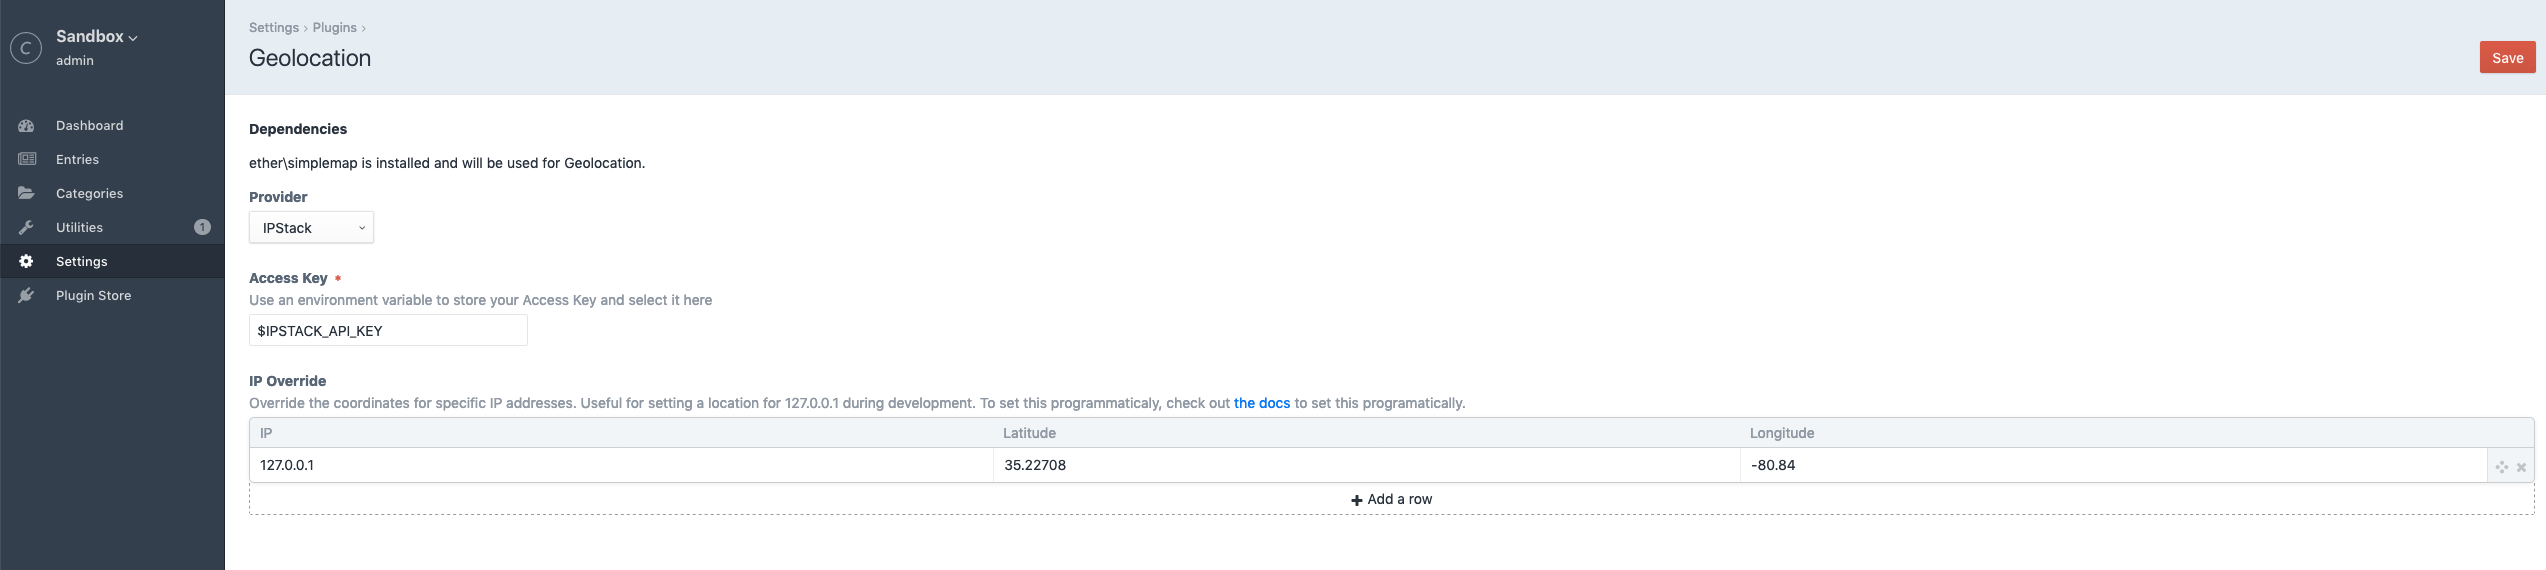 C
Sandbox
admin
Dashboard
Entries
Categories
Utilities 1
Settings
Plugin Store
Settings › Plugins ›
Geolocation
Save
Dependencies
ether\simplemap is installed and will be used for Geolocation.
Provider
IPStack
Access Key *
Use an environment variable to store your Access Key and select it here
$IPSTACK_API_KEY
IP Override
Override the coordinates for specific IP addresses. Useful for setting a location for 127.0.0.1 during development. To set this programmaticaly, check out the docs to set this programatically.
IP Latitude Longitude
127.0.0.1 35.22708 -80.84
Add a row